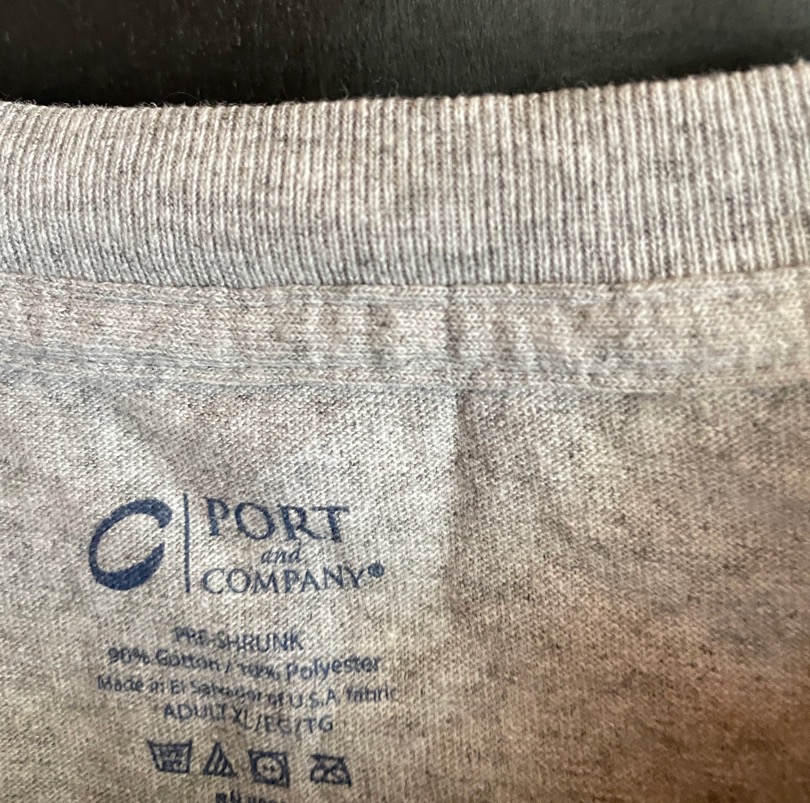 PORT
and
COMPANY®
PRE-SHRUNK
90% Cotton / 10% Polyester
Made in El Salvador of U.S.A. fabric
ADULT XL/EG/TG